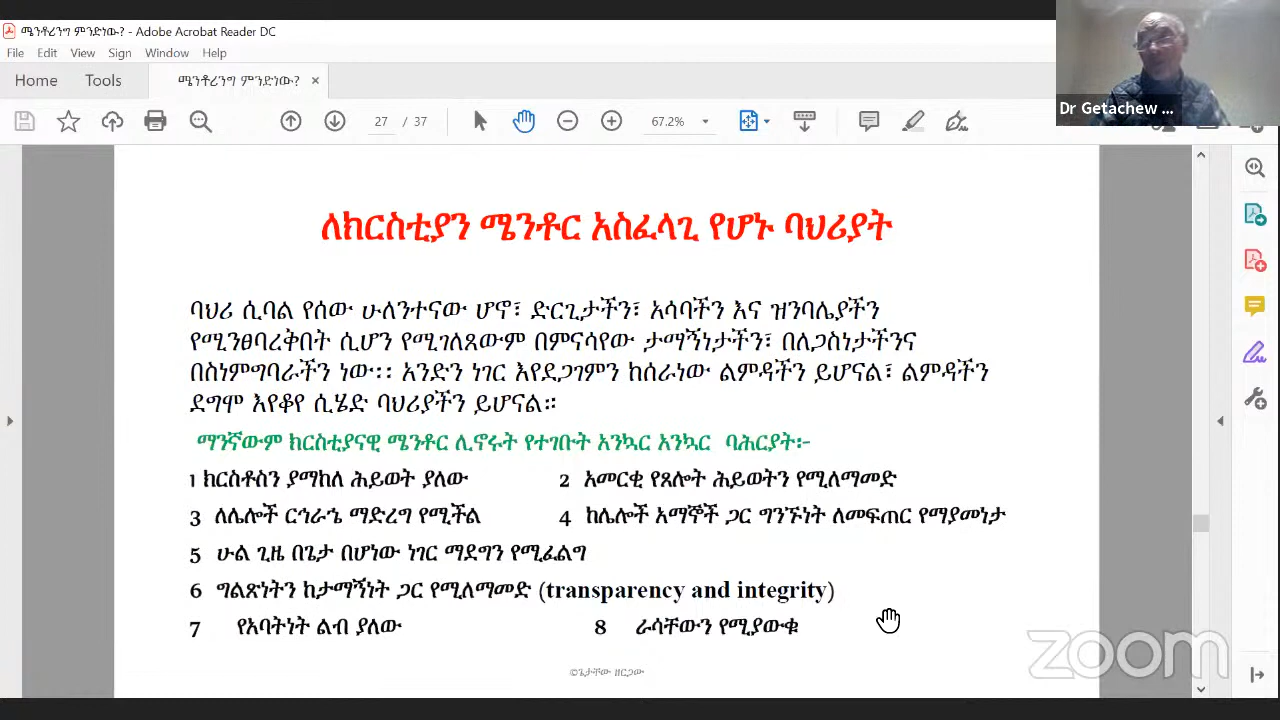 ሜንቶሪንግ ምንድነው? - Adobe Acrobat Reader DC
File Edit View Sign Window Help
Home Tools ሜንቶሪንግ ምንድነው? ×
27 / 37 67.2%
Dr Getachew ...
ለክርስቲያን ሜንቶር አስፈላጊ የሆኑ ባህሪያት
ባህሪ ሲባል የሰው ሁለንተናው ሆኖ፣ ድርጊታችን፣ አሳባችን እና ዝንባሌያችን
የሚንፀባረቅበት ሲሆን የሚገለጸውም በምናሳየው ታማኝነታችን፣ በለጋስነታችንና
በስነምግባራችን ነው፡፡ አንድን ነገር እየደጋገምን ከሰራነው ልምዳችን ይሆናል፣ ልምዳችን
ደግሞ እየቆየ ሲሄድ ባህሪያችን ይሆናል።
ማንኛውም ክርስቲያናዊ ሜንቶር ሊኖሩት የተገቡት አንኳር አንኳር ባሕርያት፡-
1 ክርስቶስን ያማከለ ሕይወት ያለው 2 አመርቂ የጸሎት ሕይወትን የሚለማመድ
3 ለሌሎች ርኅራኄ ማድረግ የሚችል 4 ከሌሎች አማኞች ጋር ግንኙነት ለመፍጠር የማያመነታ
5 ሁል ጊዜ በጌታ በሆነው ነገር ማደግን የሚፈልግ
6 ግልጽነትን ከታማኝነት ጋር የሚለማመድ (transparency and integrity)
7 የአባትነት ልብ ያለው 8 ራሳቸውን የሚያውቁ
©ጌታቸው ዘርጋው
zoom